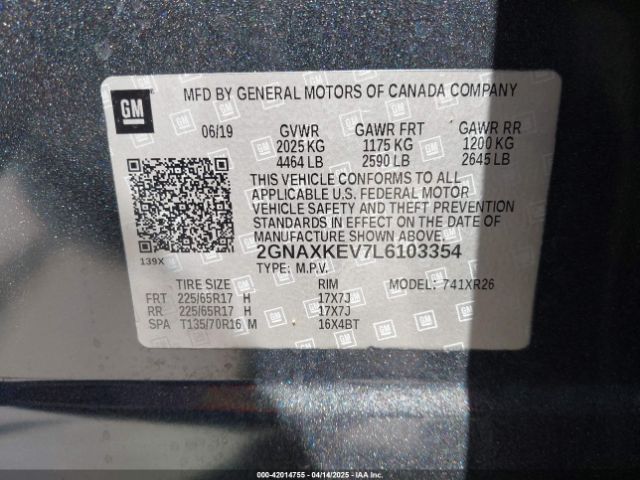 GM
MFD BY GENERAL MOTORS OF CANADA COMPANY
06/19 GVWR GAWR FRT GAWR RR
2025 KG 1175 KG 1200 KG
4464 LB 2590 LB 2645 LB
THIS VEHICLE CONFORMS TO ALL
APPLICABLE U.S. FEDERAL MOTOR
VEHICLE SAFETY AND THEFT PREVENTION
STANDARDS IN EFFECT ON THE DATE OF
MANUFACTURE SHOWN ABOVE.
2GNAXKEV7L6103354
139X
TYPE: M.P.V. MODEL: 741XR26
TIRE SIZE RIM
FRT 225/65R17 H 17X7J
RR 225/65R17 H 17X7J
SPA T135/70R16 M 16X4BT
000-42014755
04/14/2025 - IAA Chicago-South